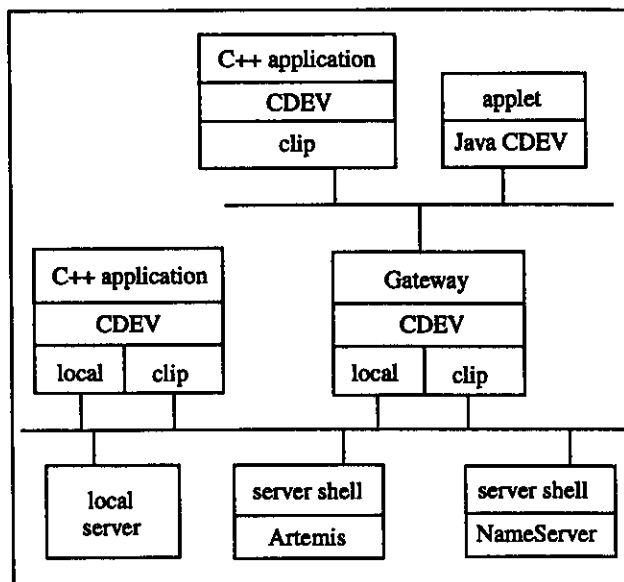 C++ application
CDEV
clip
applet
Java CDEV
C++ application
CDEV
local
clip
Gateway
CDEV
local
clip
local
server
server shell
Artemis
server shell
NameServer